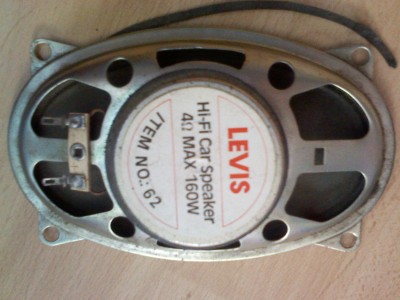 LEVIS
Hi-Fi Car Speaker
4Ω MAX 160W
ITEM NO.: 62